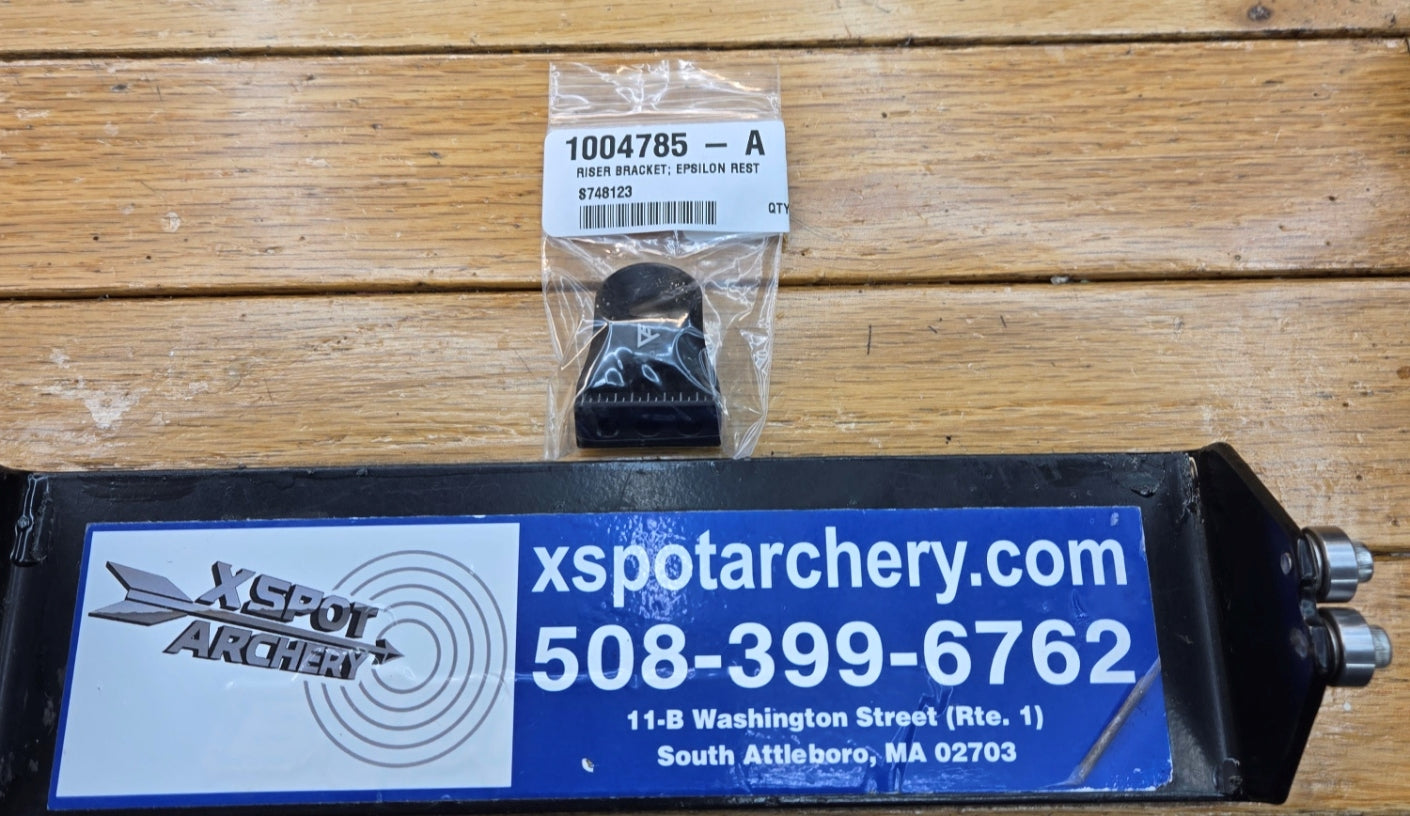 1004785 – A
RISER BRACKET; EPSILON REST
S748123
QTY
X SPOT
ARCHERY
xspotarchery.com
508-399-6762
11-B Washington Street (Rte. 1)
South Attleboro, MA 02703